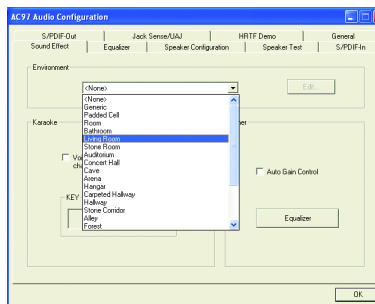 AC97 Audio Configuration
S/PDIF-Out
Jack Sense/UAJ
HRTF Demo
General
Sound Effect
Equalizer
Speaker Configuration
Speaker Test
S/PDIF-In
Environment
<None>
Edit...
<None>
Generic
Padded Cell
Room
Bathroom
Living Room
Stone Room
Auditorium
Concert Hall
Cave
Arena
Hangar
Carpeted Hallway
Hallway
Stone Corridor
Alley
Forest
Karaoke
KEY
Auto Gain Control
Equalizer
OK